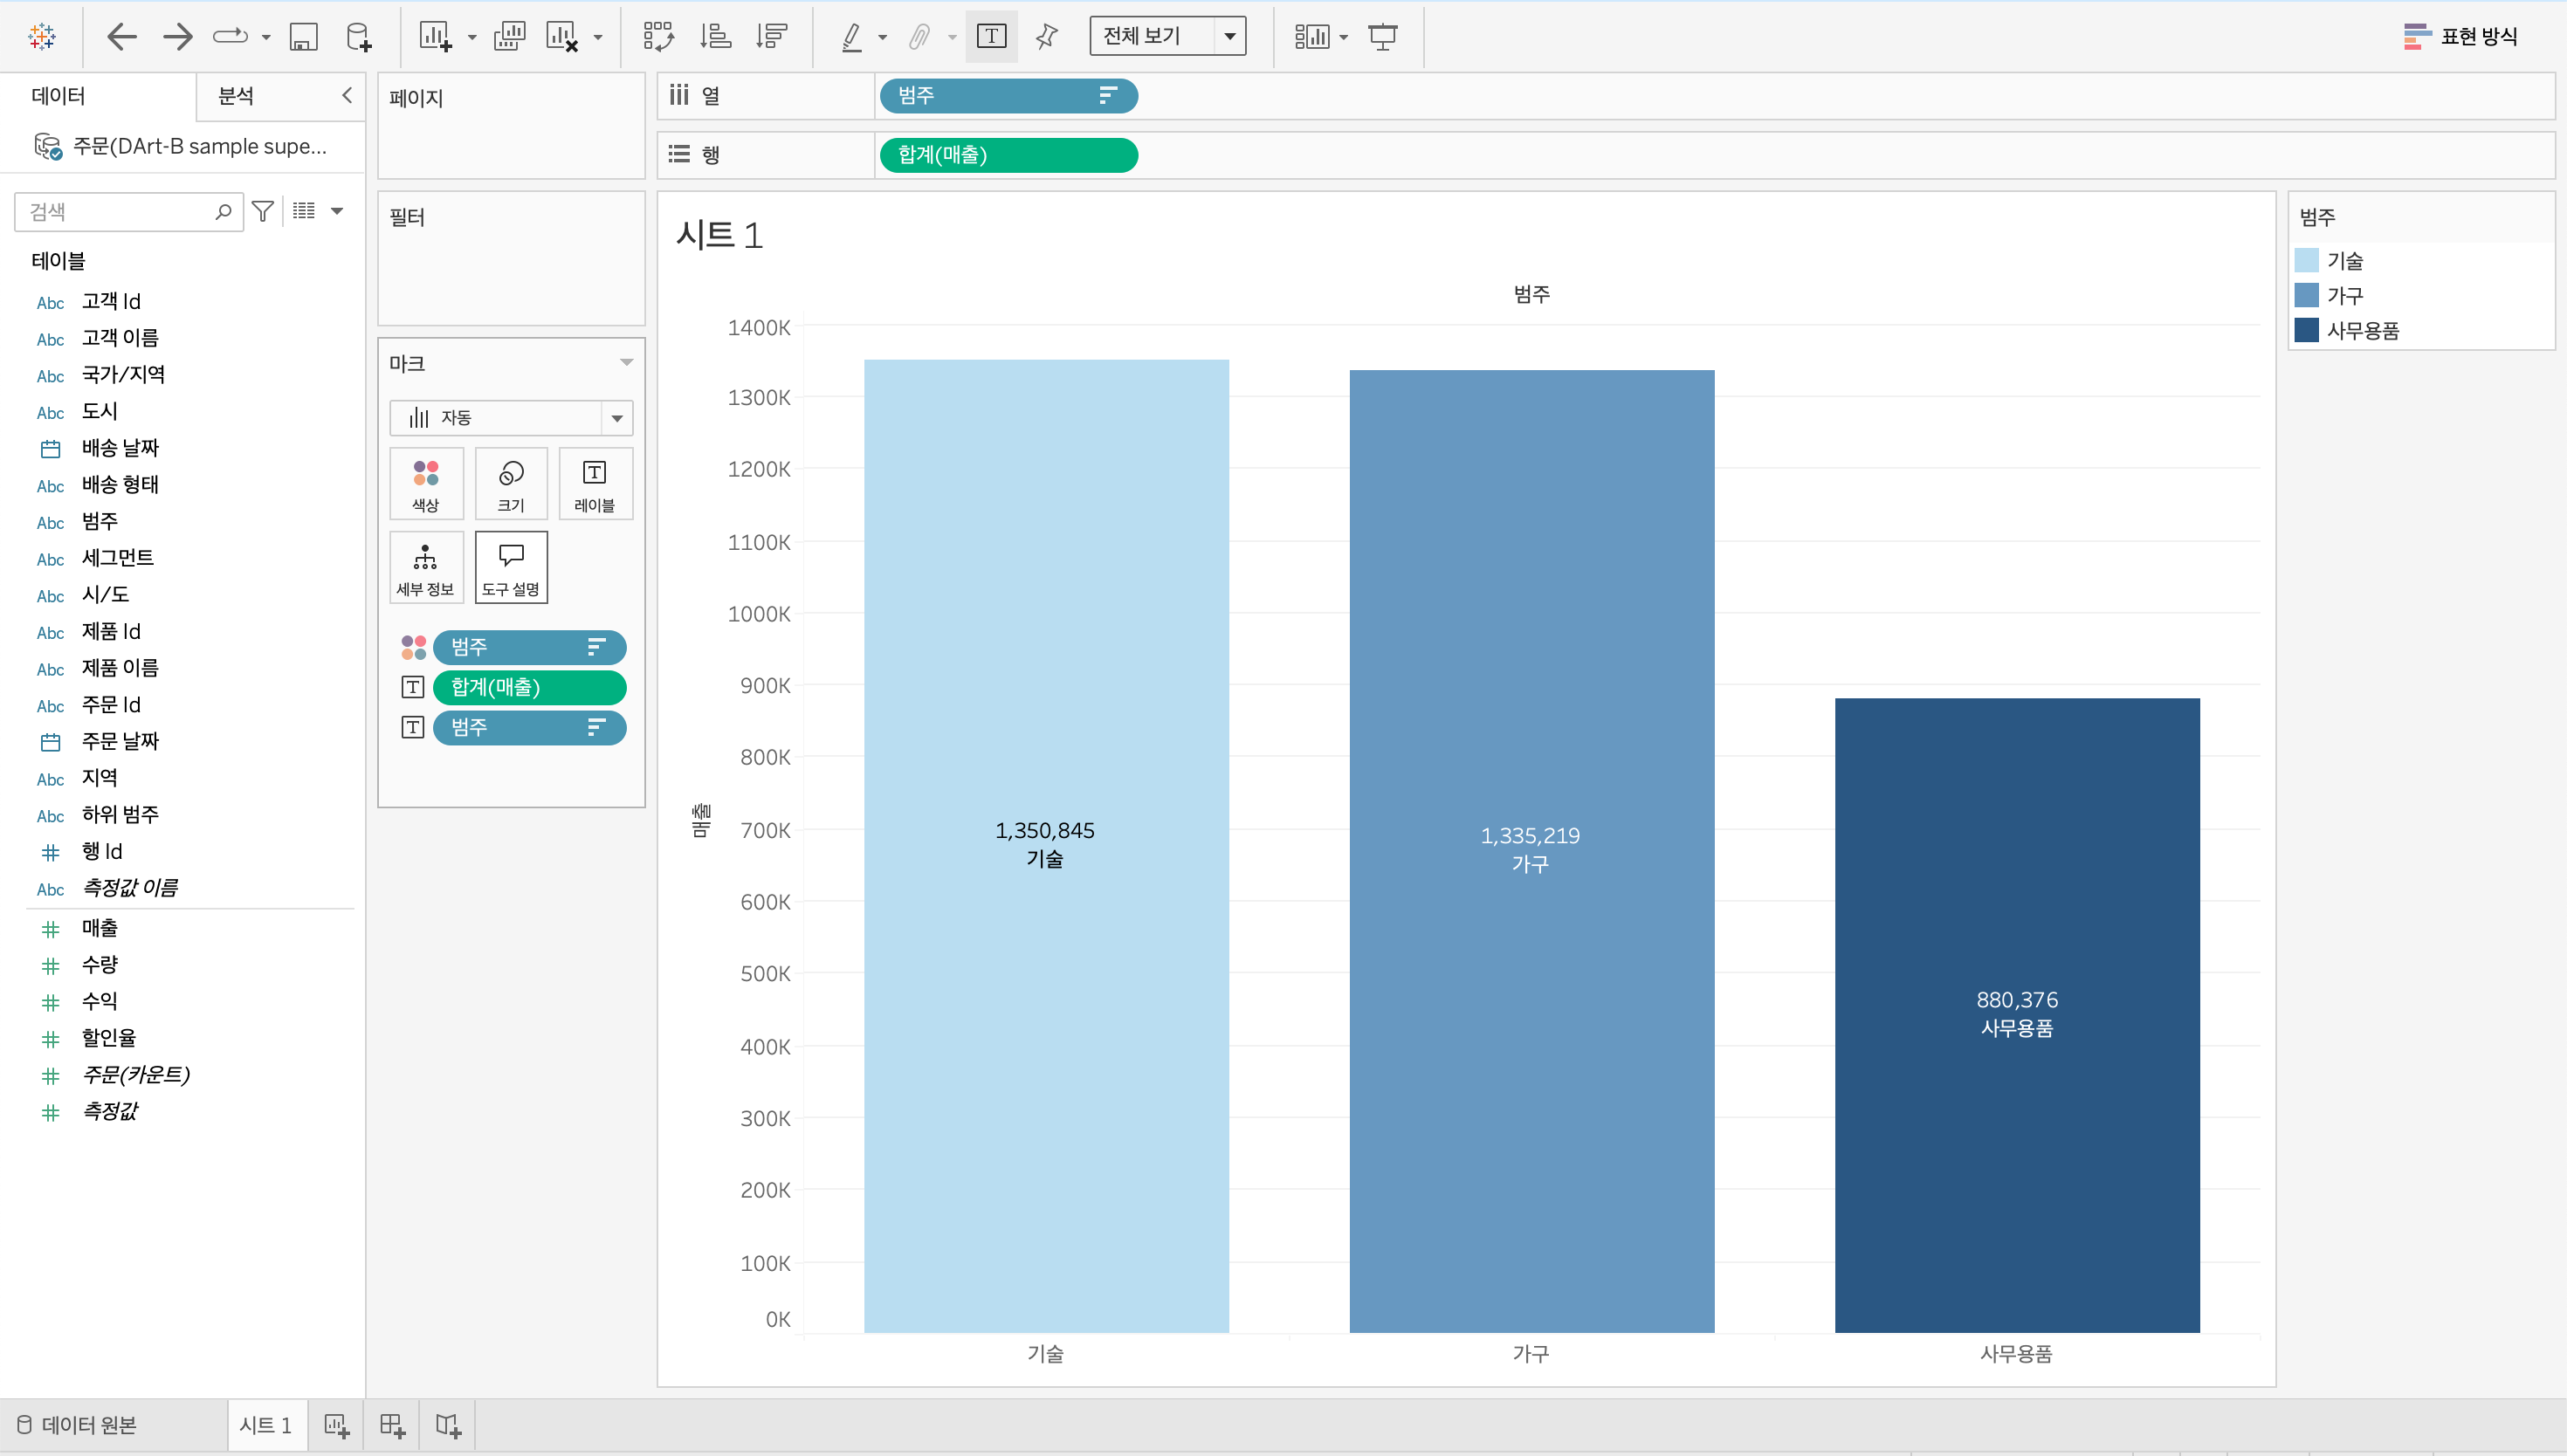 전체 보기
표현 방식
데이터
분석
주문(DArt-B sample supe...
검색
테이블
Abc 고객 Id
Abc 고객 이름
Abc 국가/지역
Abc 도시
배송 날짜
Abc 배송 형태
Abc 범주
Abc 세그먼트
Abc 시/도
Abc 제품 Id
Abc 제품 이름
Abc 주문 Id
주문 날짜
Abc 지역
Abc 하위 범주
# 행 Id
Abc 측정값 이름
# 매출
# 수량
# 수익
# 할인율
# 주문(카운트)
# 측정값
페이지
필터
마크
자동
색상
크기
T
레이블
세부 정보
도구 설명
범주
T 합계(매출)
T 범주
열 범주
행 합계(매출)
시트 1
범주
매출
1400K
1300K
1200K
1100K
1000K
900K
800K
700K
600K
500K
400K
300K
200K
100K
0K
1,350,845
기술
1,335,219
가구
880,376
사무용품
기술
가구
사무용품
범주
기술
가구
사무용품
데이터 원본
시트 1